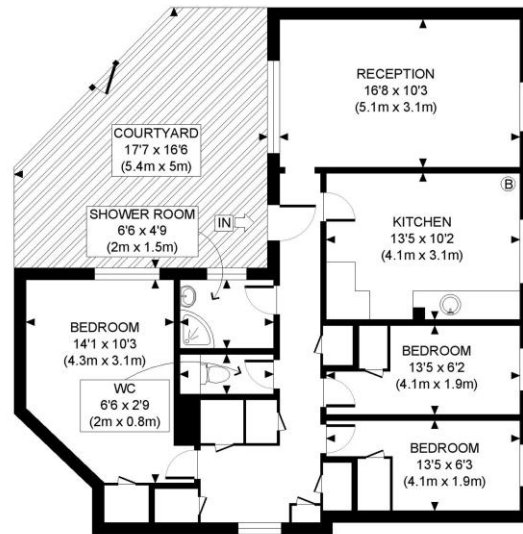 RECEPTION
16'8 x 10'3
(5.1m x 3.1m)
COURTYARD
17'7 x 16'6
(5.4m x 5m)
SHOWER ROOM
6'6 x 4'9
(2m x 1.5m)
IN
B
KITCHEN
13'5 x 10'2
(4.1m x 3.1m)
BEDROOM
14'1 x 10'3
(4.3m x 3.1m)
WC
6'6 x 2'9
(2m x 0.8m)
BEDROOM
13'5 x 6'2
(4.1m x 1.9m)
BEDROOM
13'5 x 6'3
(4.1m x 1.9m)